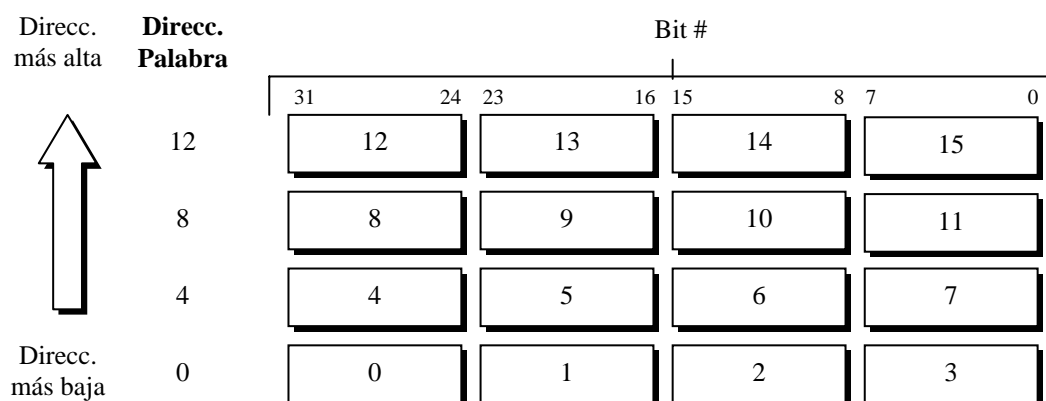 Direcc. más alta
Direcc. Palabra
Bit #
31 24 23 16 15 8 7 0
12 12 13 14 15
8 8 9 10 11
4 4 5 6 7
Direcc. más baja
0 0 1 2 3